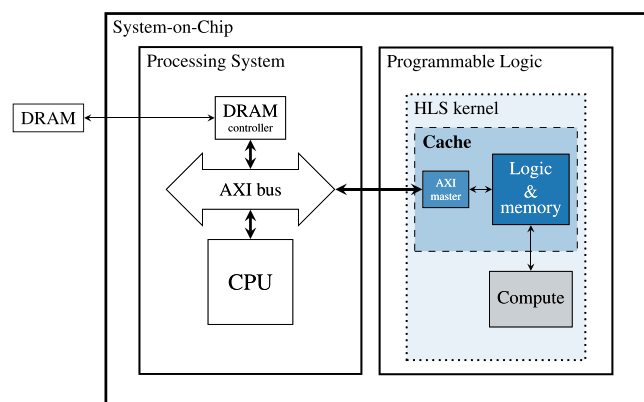 System-on-Chip
Processing System
Programmable Logic
DRAM
DRAM
controller
HLS kernel
Cache
AXI bus
AXI
master
Logic
&
memory
CPU
Compute